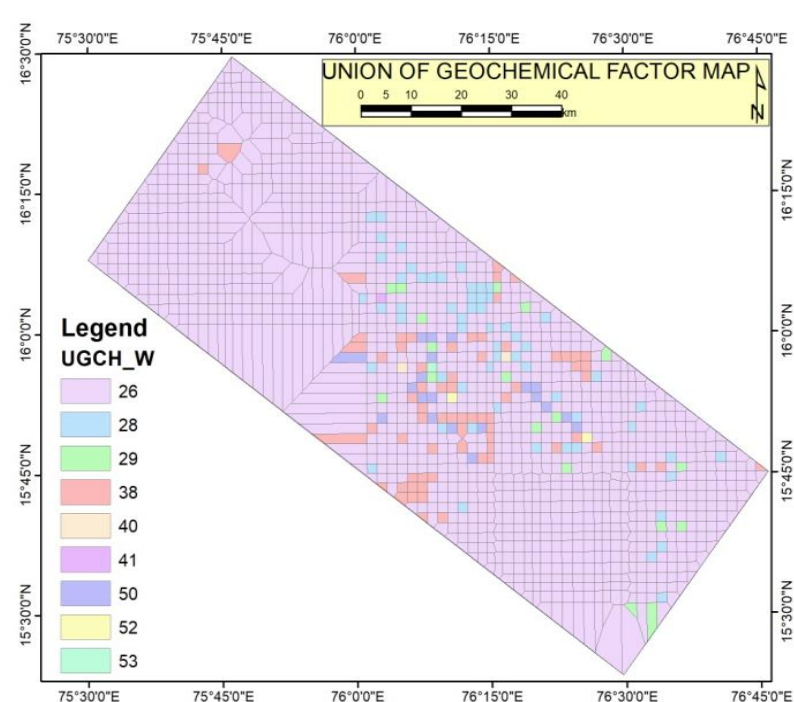 75°30'0"E 75°45'0"E 76°0'0"E 76°15'0"E 76°30'0"E 76°45'0"E
UNION OF GEOCHEMICAL FACTOR MAP
0 5 10 20 30 40
km
N
16°30'0"N
16°15'0"N 16°15'0"N
16°0'0"N 16°0'0"N
15°45'0"N 15°45'0"N
15°30'0"N 15°30'0"N
Legend
UGCH_W
26
28
29
38
40
41
50
52
53
75°30'0"E 75°45'0"E 76°0'0"E 76°15'0"E 76°30'0"E 76°45'0"E